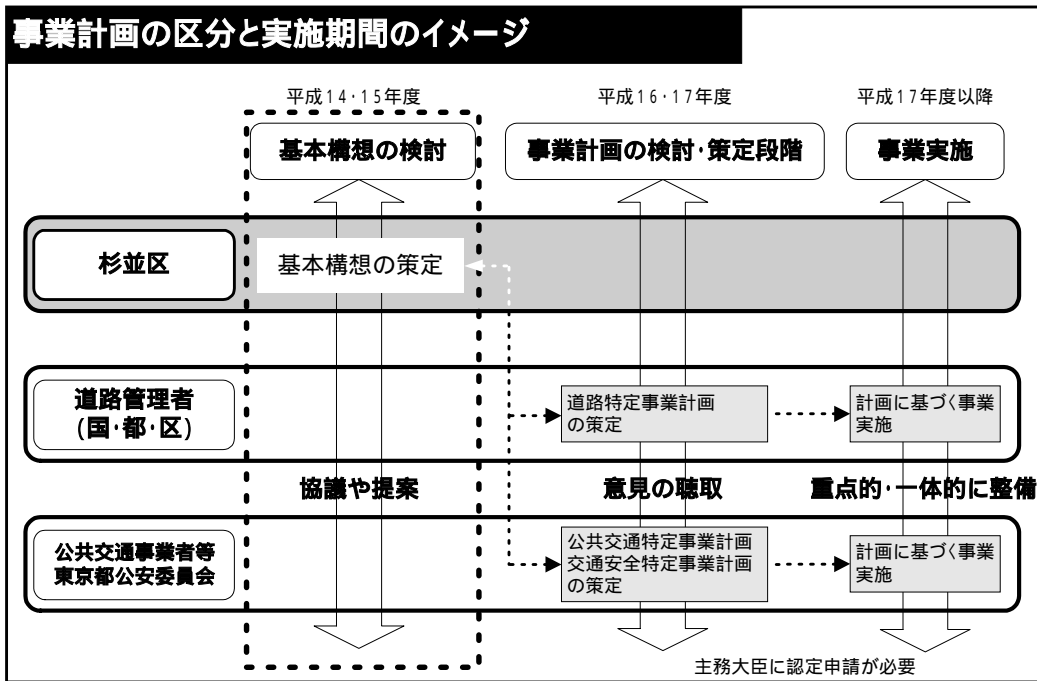 事業計画の区分と実施期間のイメージ
平成14･15年度
平成16･17年度
平成17年度以降
基本構想の検討
事業計画の検討･策定段階
事業実施
杉並区
基本構想の策定
道路管理者
(国･都･区)
道路特定事業計画
の策定
計画に基づく事業
実施
協議や提案
意見の聴取
重点的･一体的に整備
公共交通事業者等
東京都公安委員会
公共交通特定事業計画
交通安全特定事業計画
の策定
計画に基づく事業
実施
主務大臣に認定申請が必要